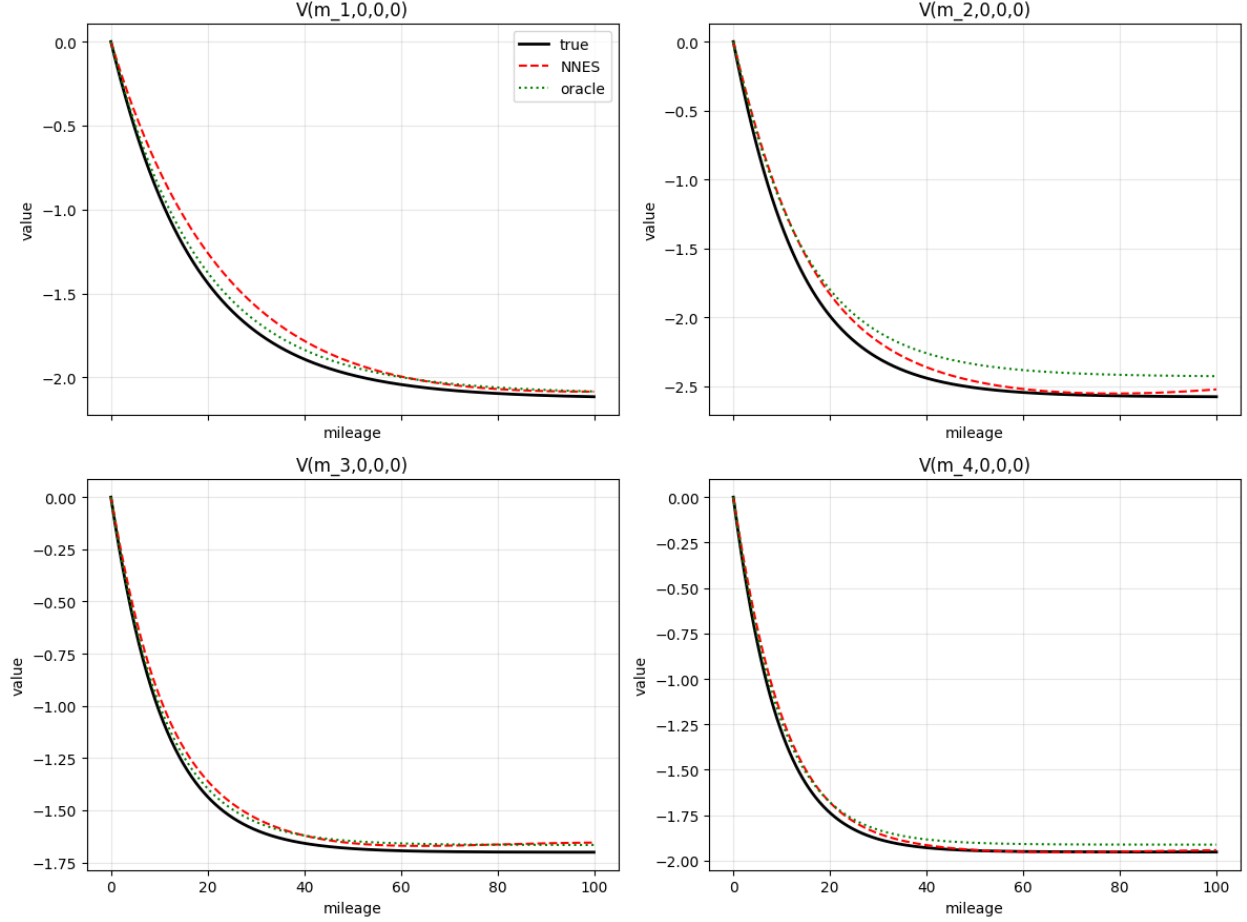 V(m_1,0,0,0)
0.0
−0.5
−1.0
−1.5
−2.0
value
mileage
true
NNES
oracle
V(m_2,0,0,0)
0.0
−0.5
−1.0
−1.5
−2.0
−2.5
value
mileage
V(m_3,0,0,0)
0.00
−0.25
−0.50
−0.75
−1.00
−1.25
−1.50
−1.75
value
0 20 40 60 80 100
mileage
V(m_4,0,0,0)
0.00
−0.25
−0.50
−0.75
−1.00
−1.25
−1.50
−1.75
−2.00
value
0 20 40 60 80 100
mileage